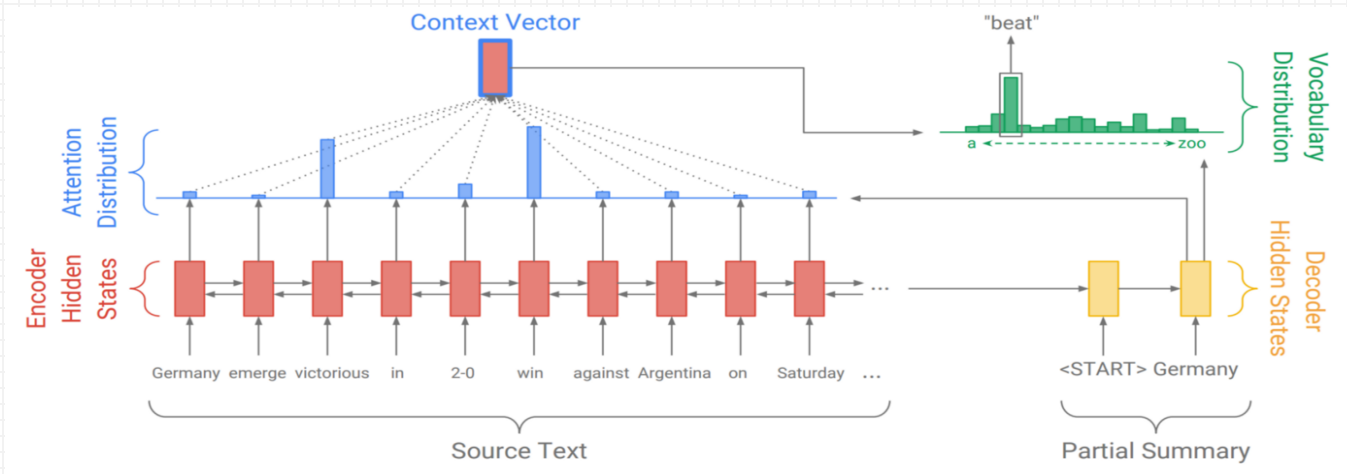 Context Vector
"beat"
Attention
Distribution
a
zoo
Vocabulary
Distribution
Encoder
Hidden
States
...
Decoder
Hidden States
Germany emerge victorious in 2-0 win against Argentina on Saturday ...
<START> Germany
Source Text
Partial Summary